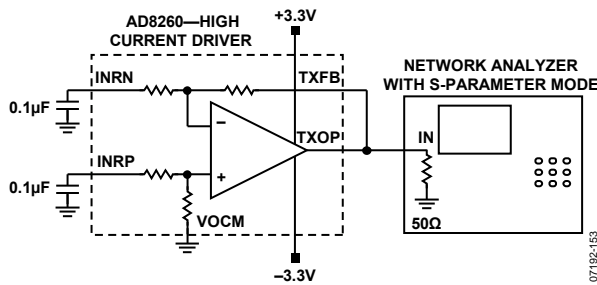 AD8260—HIGH
CURRENT DRIVER
+3.3V
INRN
TXFB
0.1µF
TXOP
INRP
0.1µF
VOCM
–3.3V
NETWORK ANALYZER
WITH S-PARAMETER MODE
IN
50Ω
07192-153